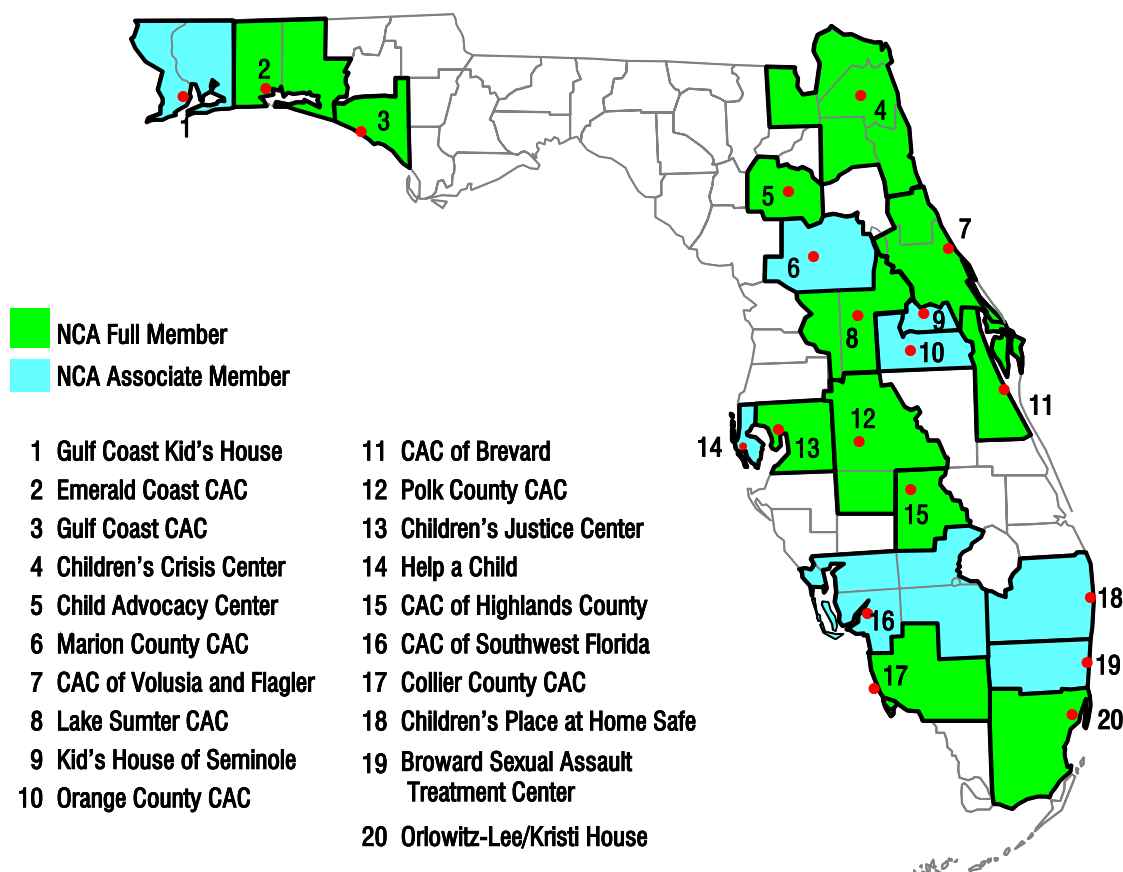 1
2
3
4
5
6
7
8
9
10
11
12
13
14
15
16
17
18
19
20
NCA Full Member
NCA Associate Member
1 Gulf Coast Kid's House
2 Emerald Coast CAC
3 Gulf Coast CAC
4 Children's Crisis Center
5 Child Advocacy Center
6 Marion County CAC
7 CAC of Volusia and Flagler
8 Lake Sumter CAC
9 Kid's House of Seminole
10 Orange County CAC
11 CAC of Brevard
12 Polk County CAC
13 Children's Justice Center
14 Help a Child
15 CAC of Highlands County
16 CAC of Southwest Florida
17 Collier County CAC
18 Children's Place at Home Safe
19 Broward Sexual Assault
Treatment Center
20 Orlowitz-Lee/Kristi House